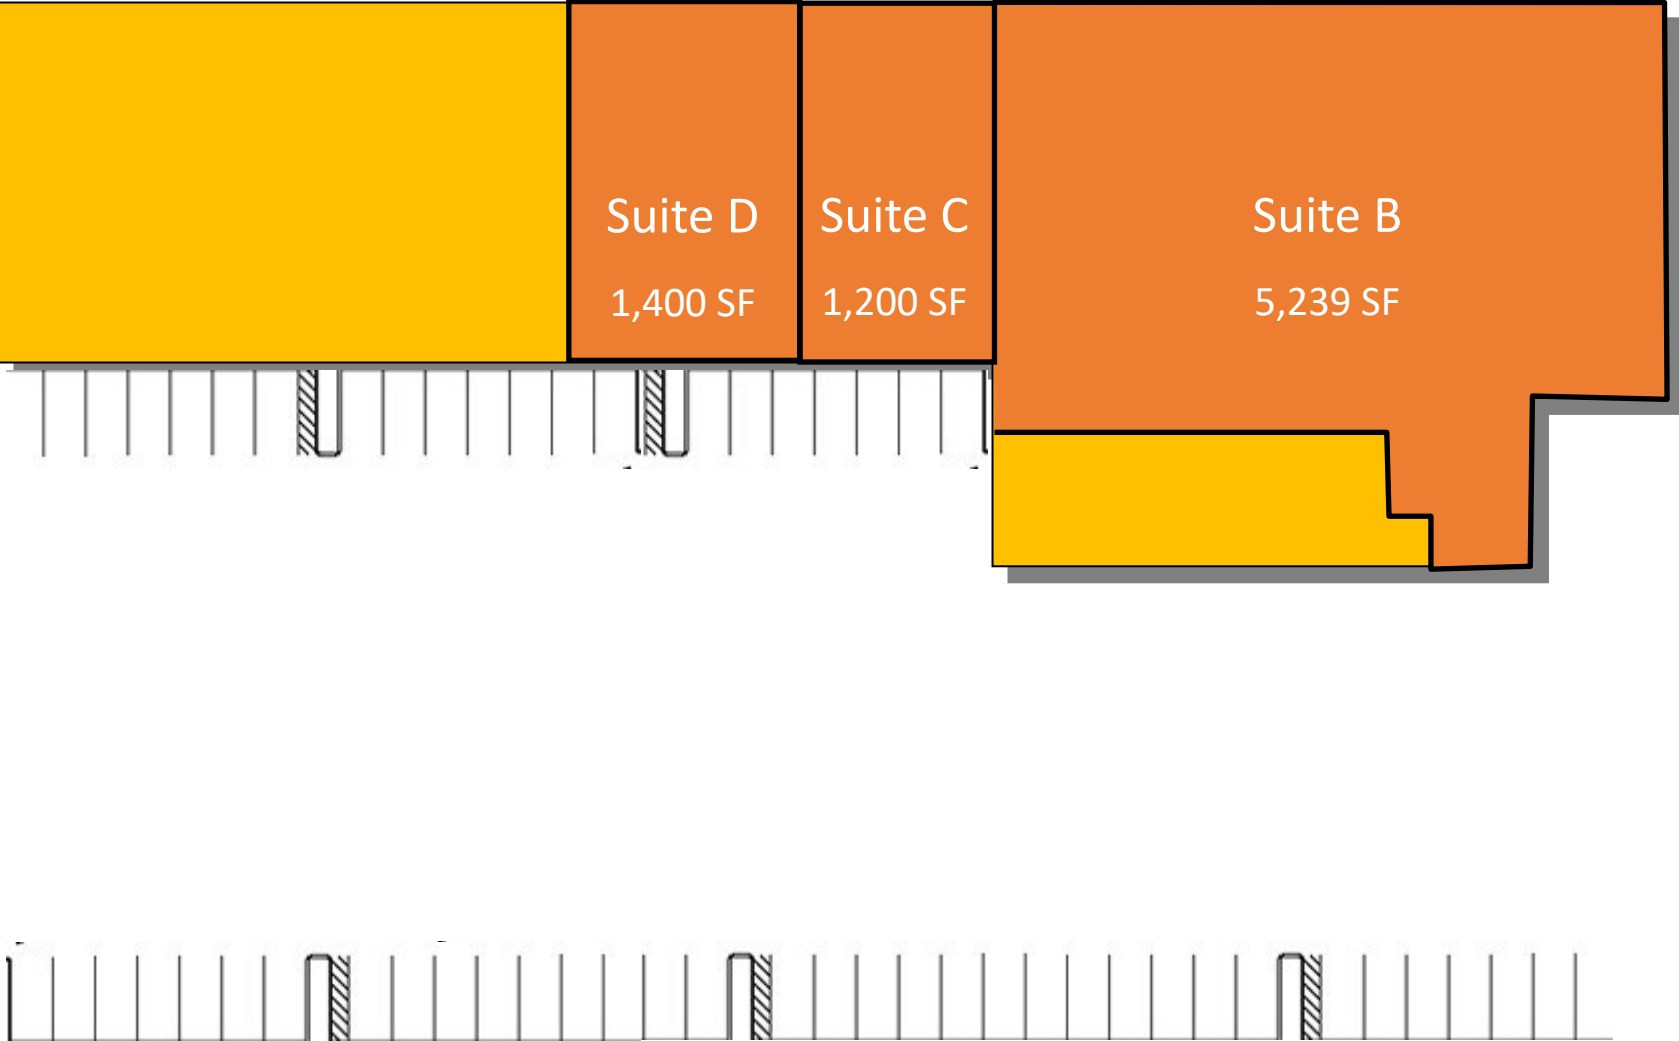 Suite D
1,400 SF
Suite C
1,200 SF
Suite B
5,239 SF